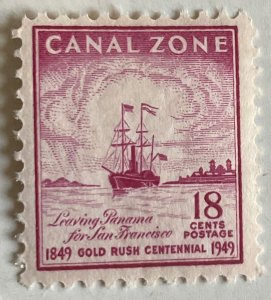 CANAL ZONE
Leaving Panama
for San Francisco
18
CENTS
POSTAGE
1849 GOLD RUSH CENTENNIAL 1949